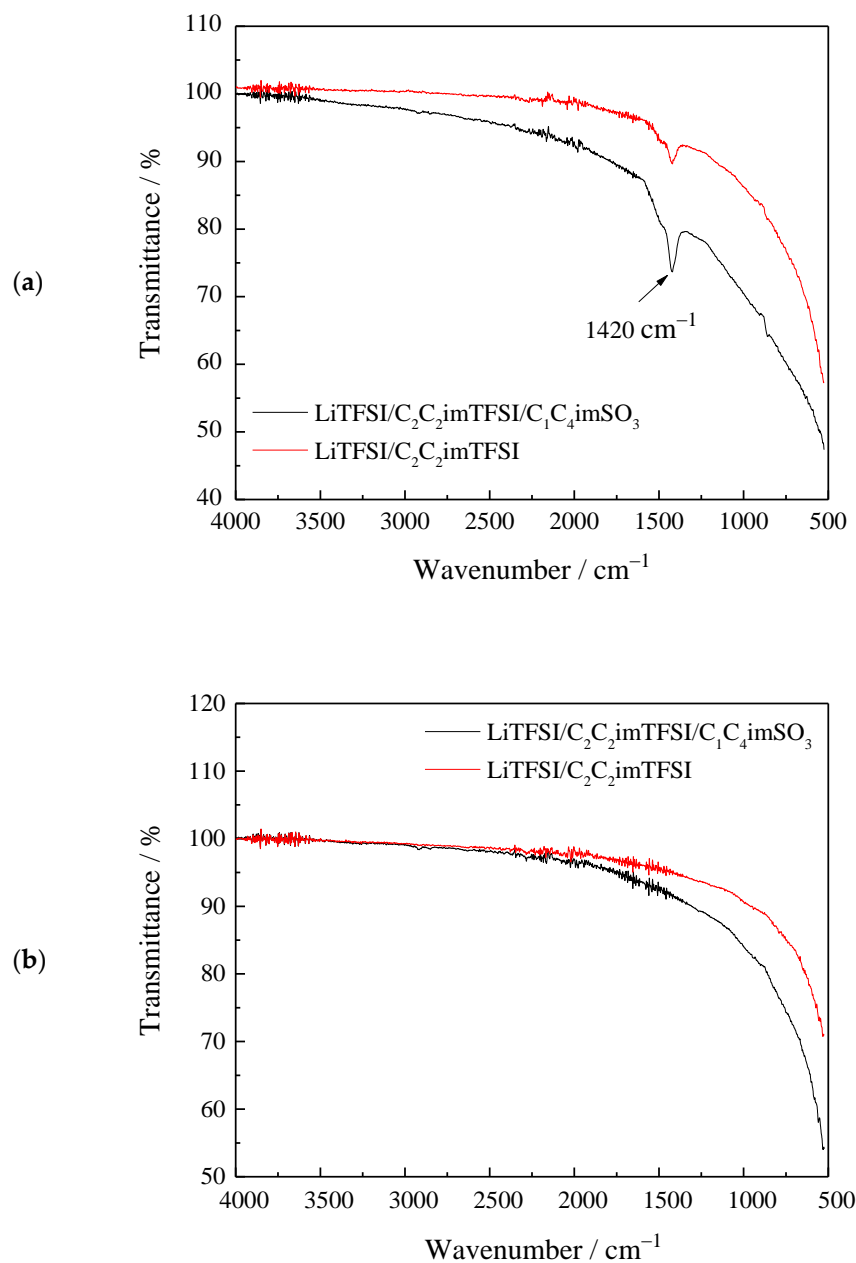 110
100
90
80
70
60
50
40
Transmittance / %
(a)
1420 cm⁻¹
LiTFSI/C₂C₂imTFSI/C₁C₄imSO₃
LiTFSI/C₂C₂imTFSI
4000 3500 3000 2500 2000 1500 1000 500
Wavenumber / cm⁻¹
120
110
100
90
80
70
60
50
Transmittance / %
(b)
LiTFSI/C₂C₂imTFSI/C₁C₄imSO₃
LiTFSI/C₂C₂imTFSI
4000 3500 3000 2500 2000 1500 1000 500
Wavenumber / cm⁻¹